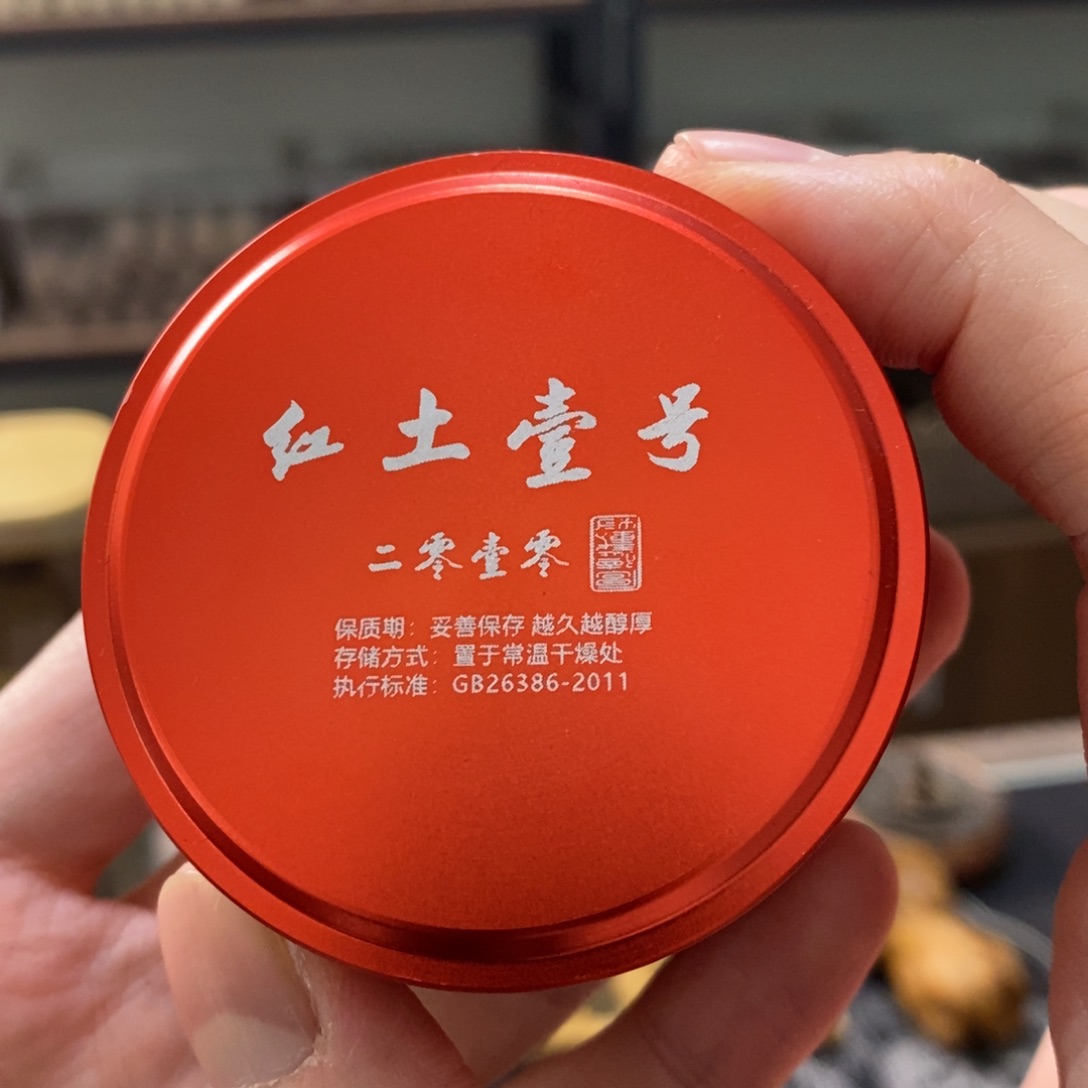 红土壹号
二零壹零
保质期：妥善保存 越久越醇厚
存储方式：置于常温干燥处
执行标准：GB26386-2011